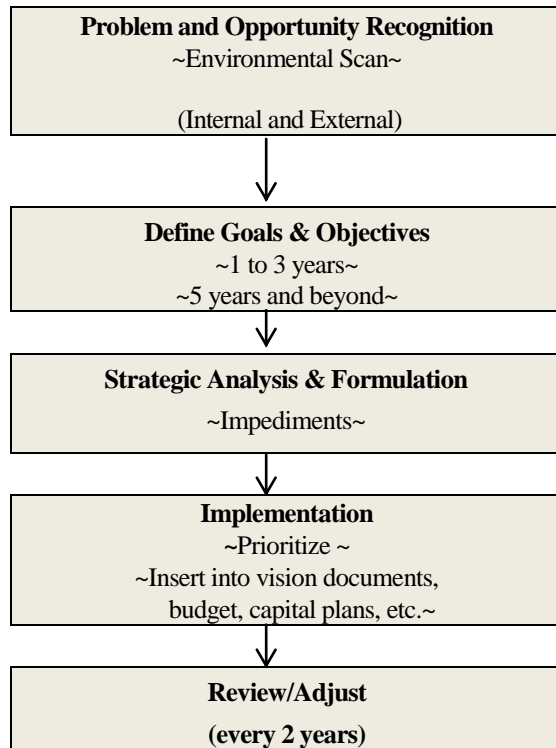 Problem and Opportunity Recognition
~Environmental Scan~
(Internal and External)
Define Goals & Objectives
~1 to 3 years~
~5 years and beyond~
Strategic Analysis & Formulation
~Impediments~
Implementation
~Prioritize ~
~Insert into vision documents,
budget, capital plans, etc.~
Review/Adjust
(every 2 years)